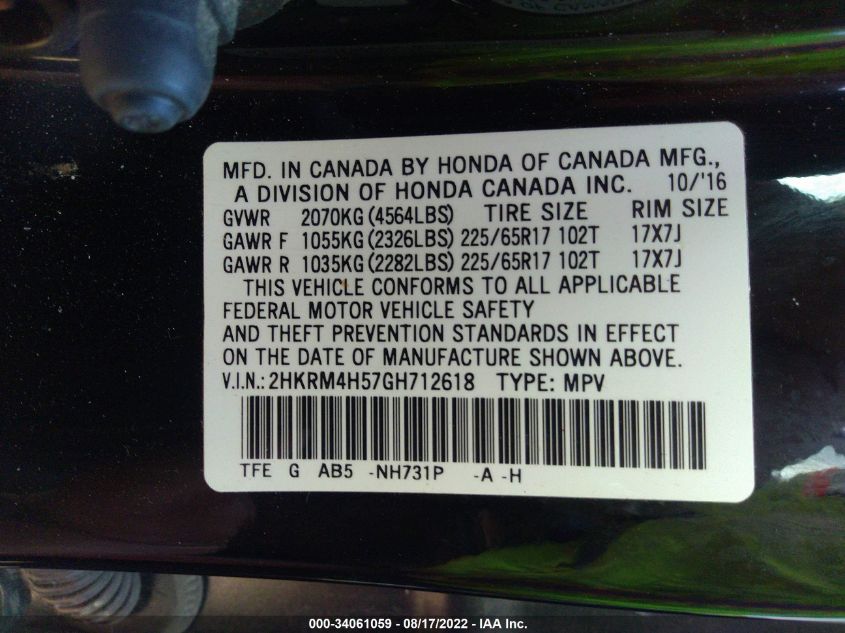 MFD. IN CANADA BY HONDA OF CANADA MFG.,
A DIVISION OF HONDA CANADA INC. 10/'16
GVWR 2070KG (4564LBS) TIRE SIZE RIM SIZE
GAWR F 1055KG (2326LBS) 225/65R17 102T 17X7J
GAWR R 1035KG (2282LBS) 225/65R17 102T 17X7J
THIS VEHICLE CONFORMS TO ALL APPLICABLE
FEDERAL MOTOR VEHICLE SAFETY
AND THEFT PREVENTION STANDARDS IN EFFECT
ON THE DATE OF MANUFACTURE SHOWN ABOVE.
V.I.N.: 2HKRM4H57GH712618 TYPE: MPV
TFE G AB5 -NH731P -A -H
000-34061059 - 08/17/2022 - IAA Inc.